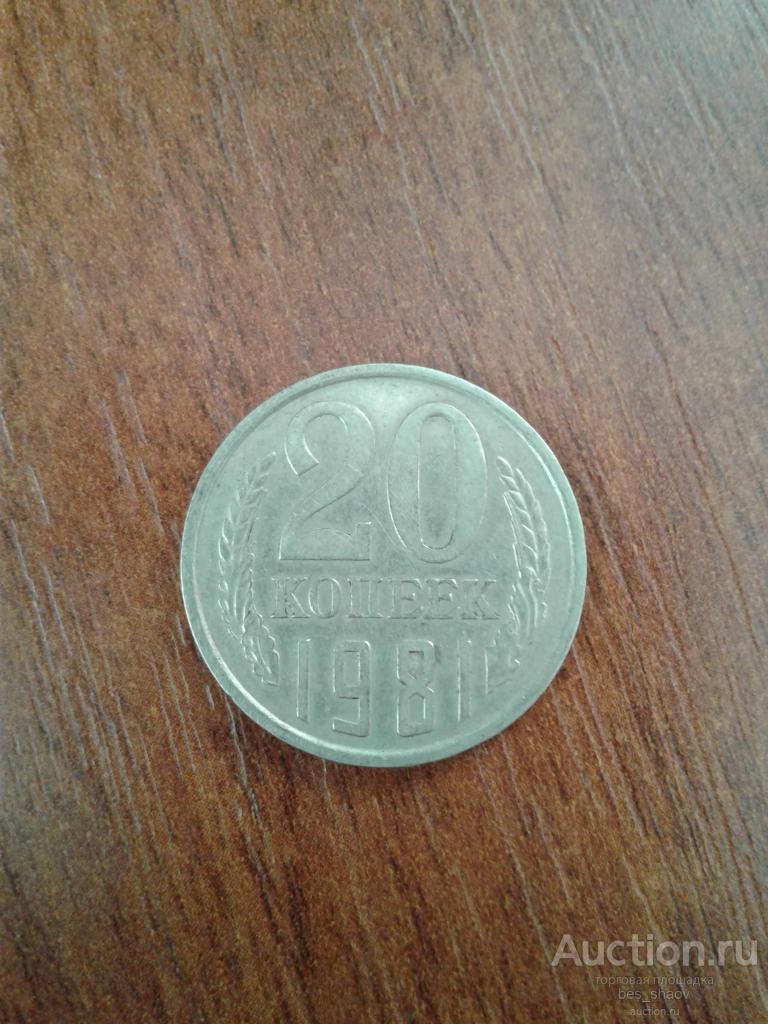 20
КОПЕЕК
1981
Auction.ru
торговая площадка
bes_shaov
auction.ru